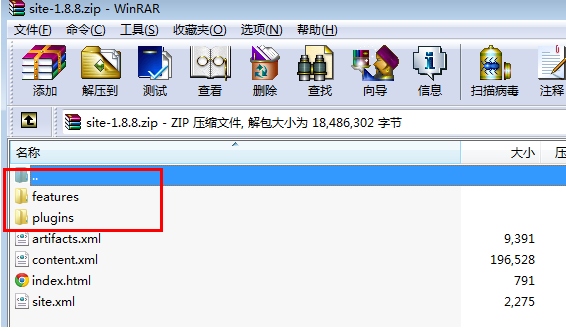 site-1.8.8.zip - WinRAR
文件(F) 命令(C) 工具(S) 收藏夹(O) 选项(N) 帮助(H)
添加 解压到 测试 查看 删除 查找 向导 信息 扫描病毒 注释
site-1.8.8.zip - ZIP 压缩文件, 解包大小为 18,486,302 字节
名称 大小 压
..
features
plugins
artifacts.xml 9,391
content.xml 196,528
index.html 791
site.xml 2,275